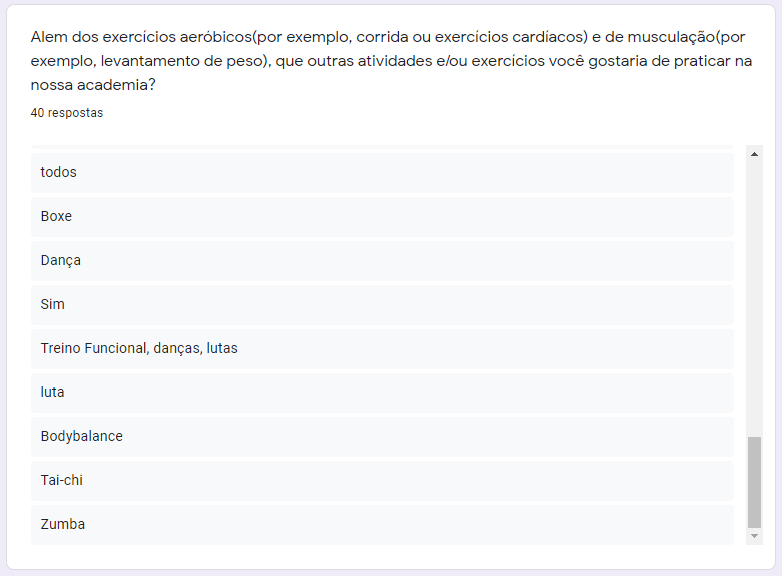 Alem dos exercícios aeróbicos(por exemplo, corrida ou exercícios cardíacos) e de musculação(por
exemplo, levantamento de peso), que outras atividades e/ou exercícios você gostaria de praticar na
nossa academia?
40 respostas
todos
Boxe
Dança
Sim
Treino Funcional, danças, lutas
luta
Bodybalance
Tai-chi
Zumba